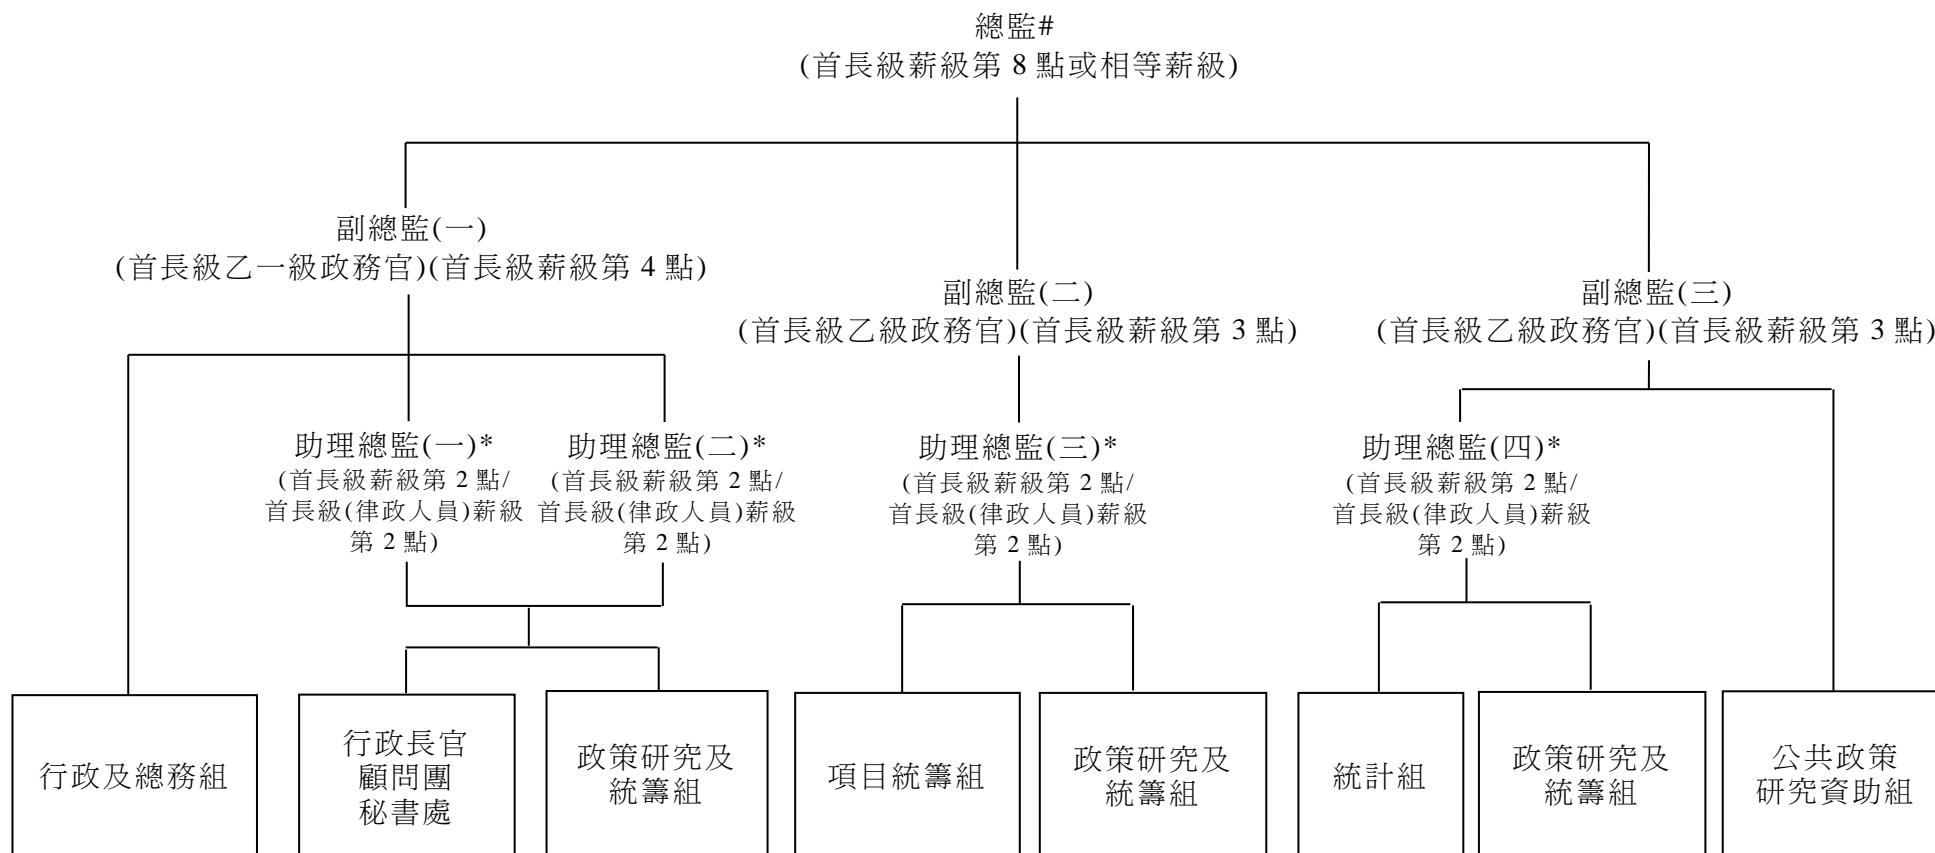 總監#
(首長級薪級第 8 點或相等薪級)
副總監(一)
(首長級乙一級政務官)(首長級薪級第 4 點)
副總監(二)
(首長級乙級政務官)(首長級薪級第 3 點)
副總監(三)
(首長級乙級政務官)(首長級薪級第 3 點)
助理總監(一)*
(首長級薪級第 2 點/
首長級(律政人員)薪級
第 2 點)
助理總監(二)*
(首長級薪級第 2 點/
首長級(律政人員)薪級
第 2 點)
助理總監(三)*
(首長級薪級第 2 點/
首長級(律政人員)薪級
第 2 點)
助理總監(四)*
(首長級薪級第 2 點/
首長級(律政人員)薪級
第 2 點)
行政及總務組
行政長官
顧問團
秘書處
政策研究及
統籌組
項目統籌組
政策研究及
統籌組
統計組
政策研究及
統籌組
公共政策
研究資助組